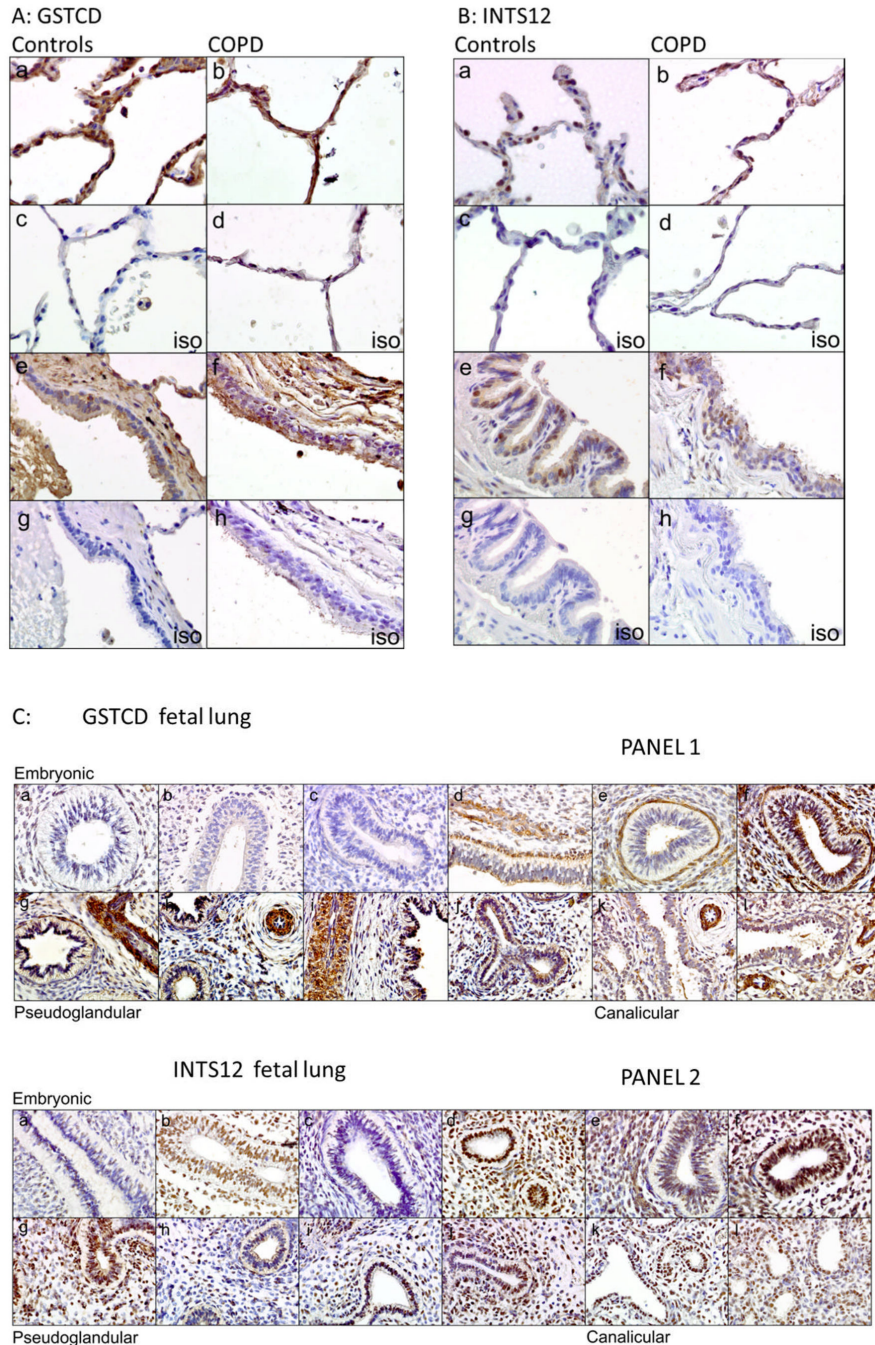 A: GSTCD
Controls COPD
a b
c d
iso iso
e f
g h
iso iso
B: INTS12
Controls COPD
a b
c d
iso iso
e f
g h
iso iso
C: GSTCD fetal lung
PANEL 1
Embryonic
a b c d e f
g h i j k l
Pseudoglandular Canalicular
INTS12 fetal lung PANEL 2
Embryonic
a b c d e f
g h i j k l
Pseudoglandular Canalicular